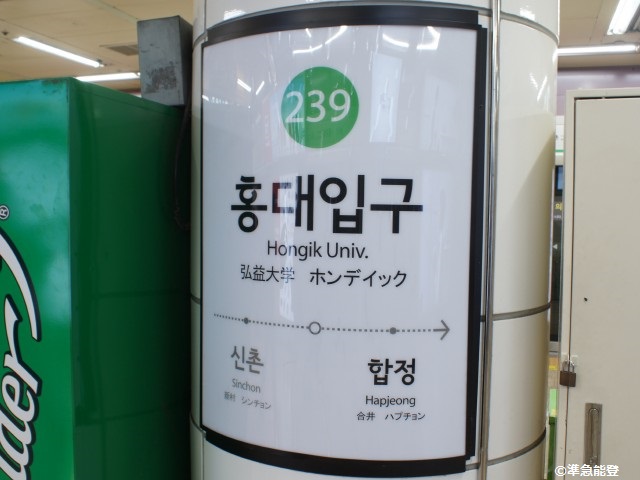 239
홍대입구
Hongik Univ.
弘益大学 ホンデイック
신촌
Sinchon
新村 シンチョン
합정
Hapjeong
合井 ハプチョン
®
©準急能登